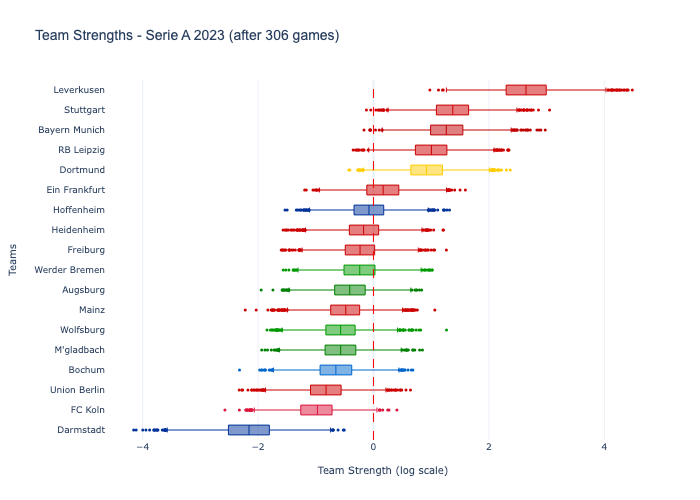 Team Strengths - Serie A 2023 (after 306 games)
Leverkusen
Stuttgart
Bayern Munich
RB Leipzig
Dortmund
Ein Frankfurt
Hoffenheim
Heidenheim
Freiburg
Werder Bremen
Augsburg
Mainz
Wolfsburg
M'gladbach
Bochum
Union Berlin
FC Koln
Darmstadt
Teams
−4 −2 0 2 4
Team Strength (log scale)